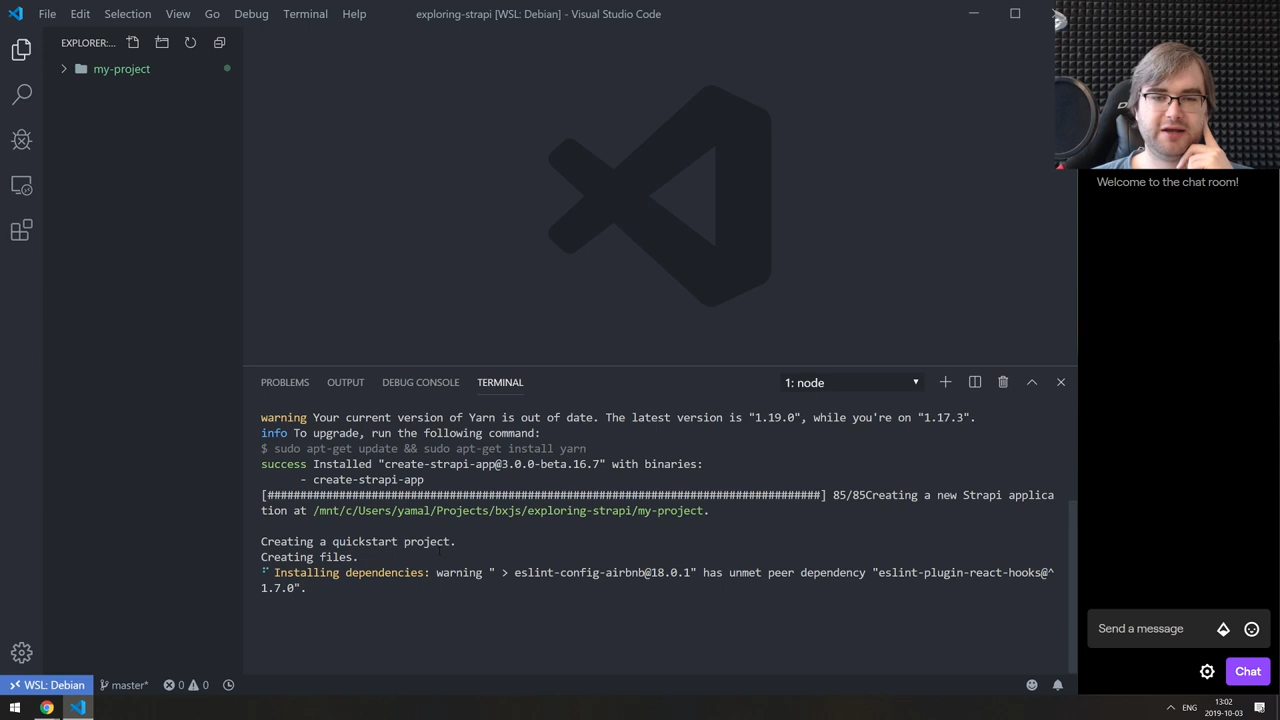 File Edit Selection View Go Debug Terminal Help
exploring-strapi [WSL: Debian] - Visual Studio Code
EXPLORER:...
my-project
Welcome to the chat room!
PROBLEMS OUTPUT DEBUG CONSOLE TERMINAL
1: node
warning Your current version of Yarn is out of date. The latest version is "1.19.0", while you're on "1.17.3".
info To upgrade, run the following command:
$ sudo apt-get update && sudo apt-get install yarn
success Installed "create-strapi-app@3.0.0-beta.16.7" with binaries:
- create-strapi-app
[#####################################################################################] 85/85Creating a new Strapi applica
tion at /mnt/c/Users/yamal/Projects/bxjs/exploring-strapi/my-project.
Creating a quickstart project.
Creating files.
Installing dependencies: warning " > eslint-config-airbnb@18.0.1" has unmet peer dependency "eslint-plugin-react-hooks@^
1.7.0".
Send a message
Chat
WSL: Debian
master*
0 0
ENG
13:02
2019-10-03